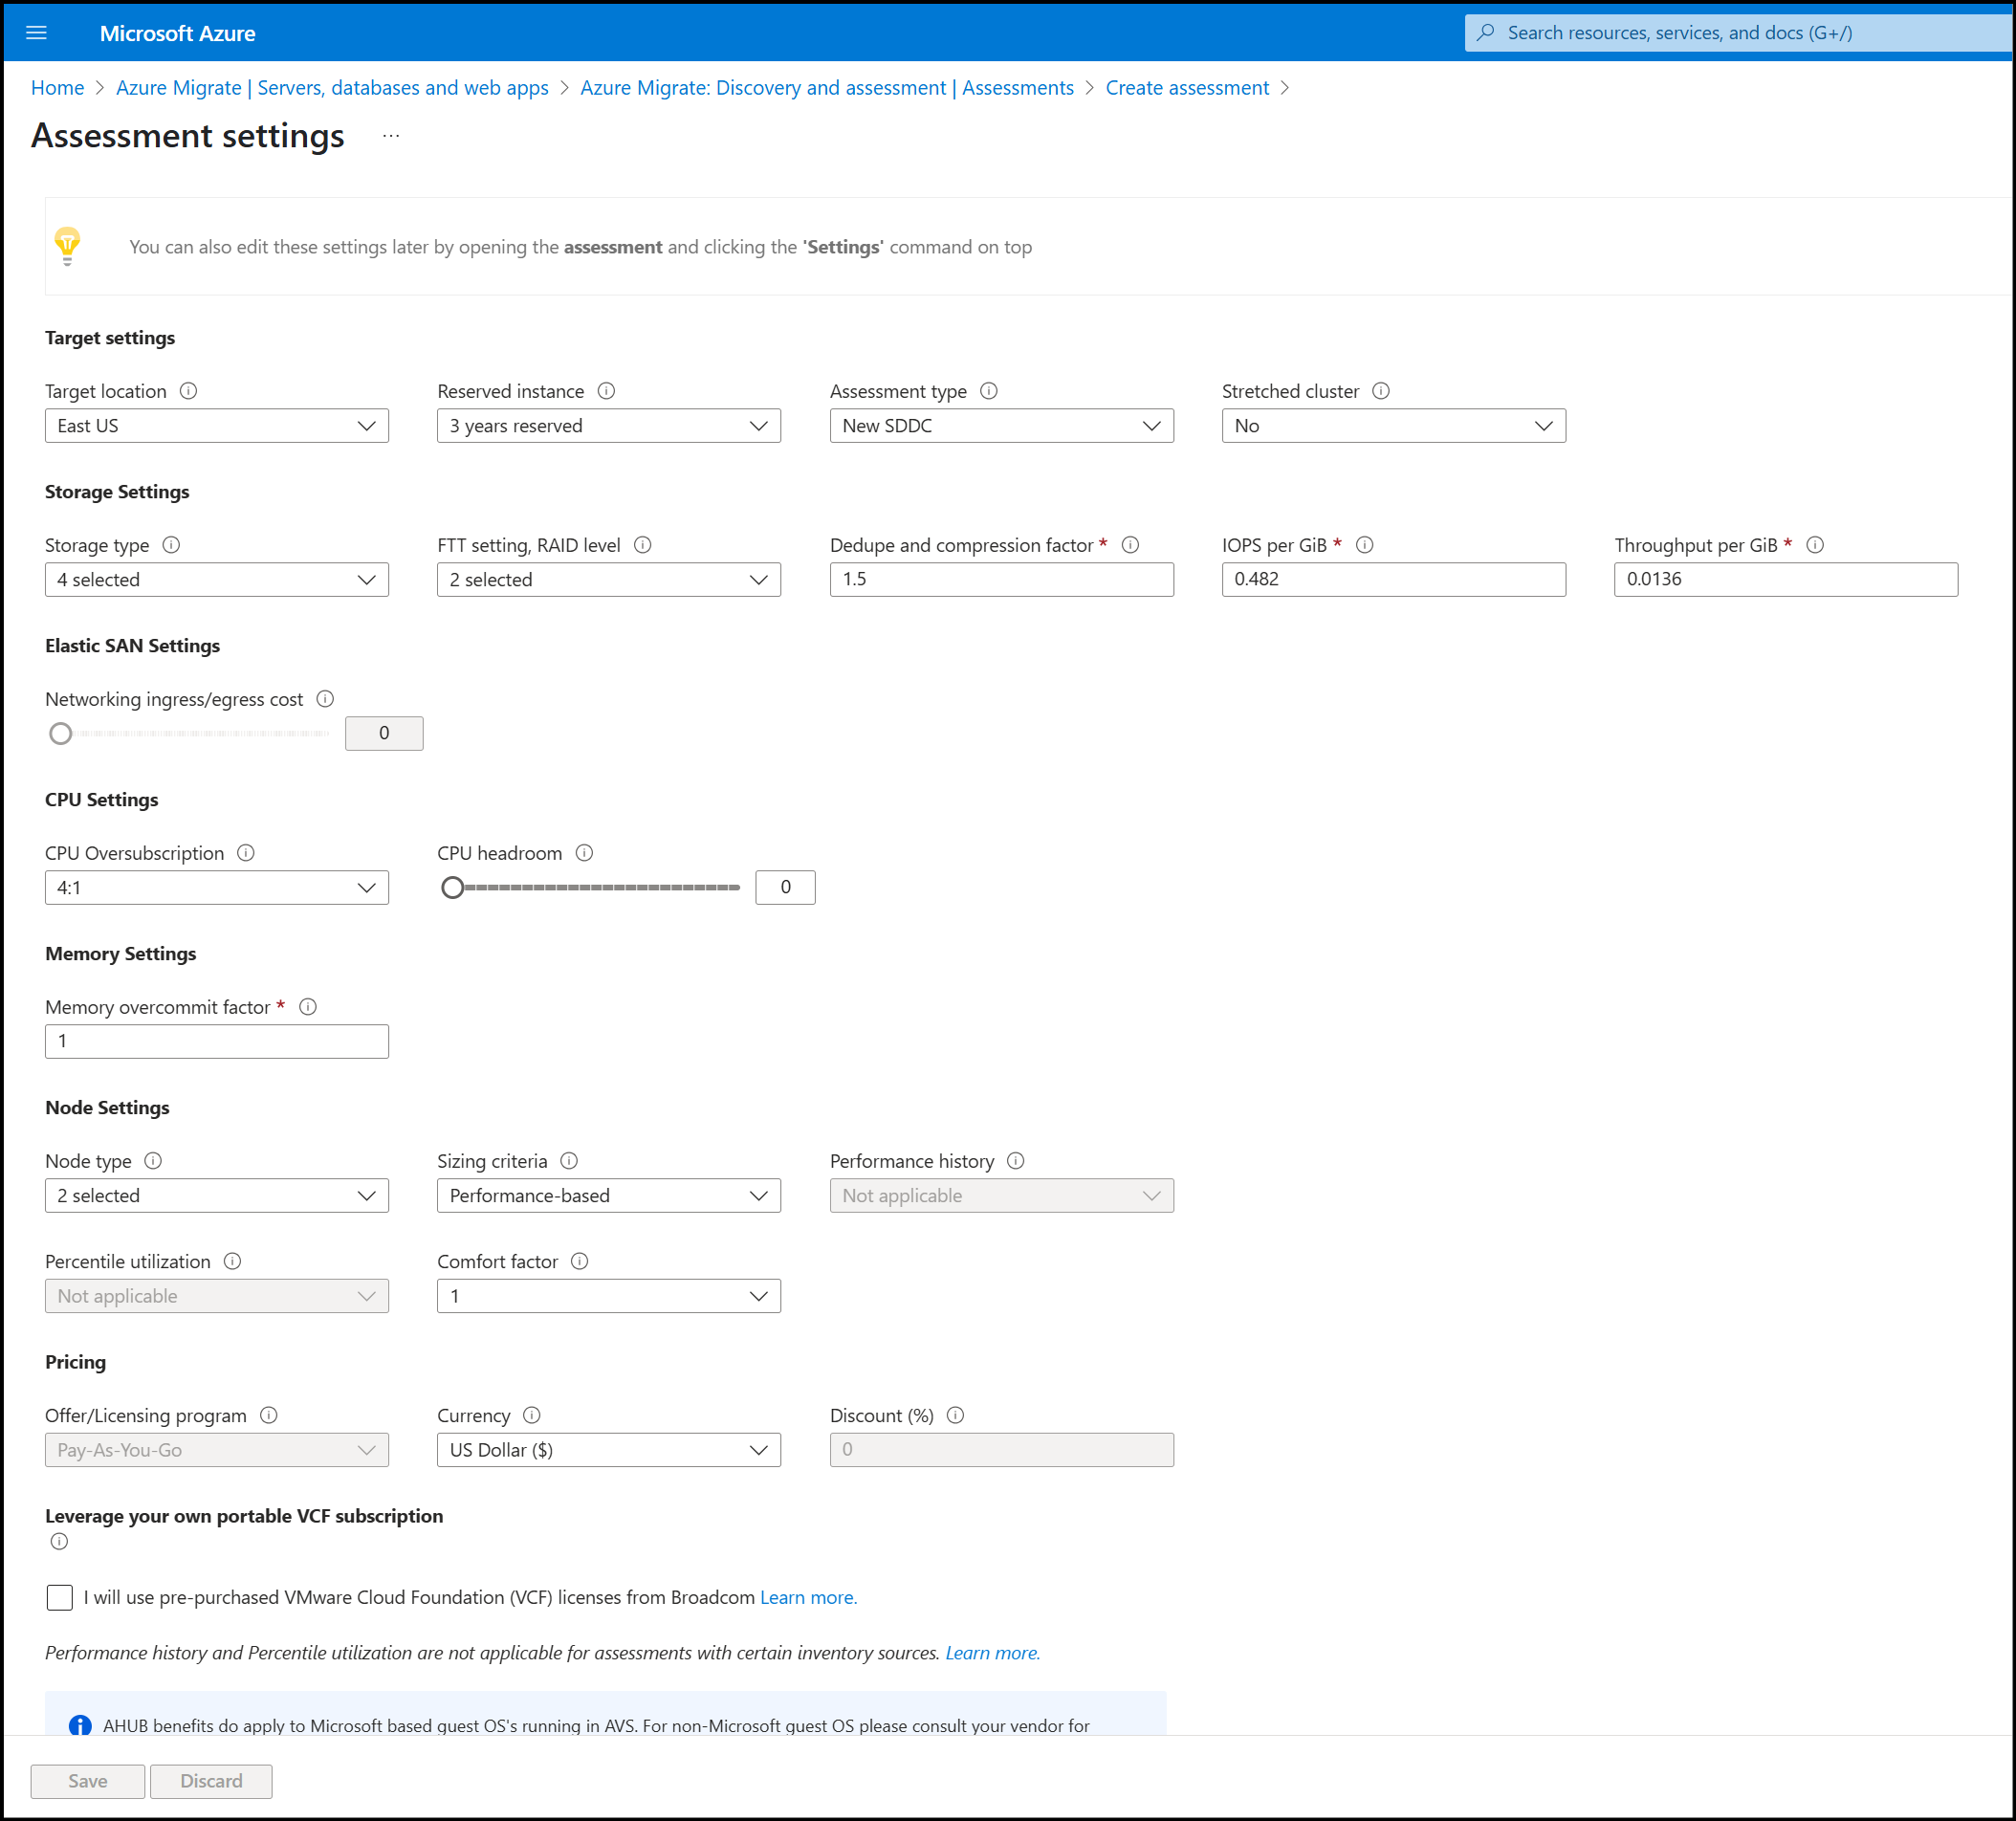 Microsoft Azure
Search resources, services, and docs (G+/)
Home > Azure Migrate | Servers, databases and web apps > Azure Migrate: Discovery and assessment | Assessments > Create assessment >
Assessment settings ...
You can also edit these settings later by opening the assessment and clicking the 'Settings' command on top
Target settings
Target location Reserved instance Assessment type Stretched cluster
East US 3 years reserved New SDDC No
Storage Settings
Storage type FTT setting, RAID level Dedupe and compression factor * IOPS per GiB * Throughput per GiB *
4 selected 2 selected 1.5 0.482 0.0136
Elastic SAN Settings
Networking ingress/egress cost
0
CPU Settings
CPU Oversubscription CPU headroom
4:1 0
Memory Settings
Memory overcommit factor *
1
Node Settings
Node type Sizing criteria Performance history
2 selected Performance-based Not applicable
Percentile utilization Comfort factor
Not applicable 1
Pricing
Offer/Licensing program Currency Discount (%)
Pay-As-You-Go US Dollar ($) 0
Leverage your own portable VCF subscription
I will use pre-purchased VMware Cloud Foundation (VCF) licenses from Broadcom Learn more.
Performance history and Percentile utilization are not applicable for assessments with certain inventory sources. Learn more.
AHUB benefits do apply to Microsoft based guest OS's running in AVS. For non-Microsoft guest OS please consult your vendor for
Save Discard